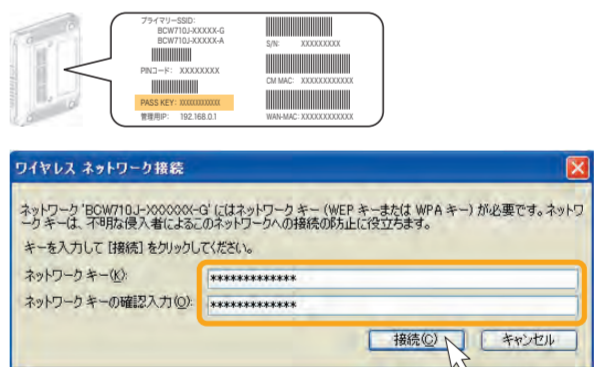 プライマリーSSID:
BCW710J-XXXXX-G
BCW710J-XXXXX-A
PINコード: XXXXXXXX
PASS KEY: XXXXXXXXXXXXX
管理用IP: 192.168.0.1
S/N: XXXXXXXXX
CM MAC: XXXXXXXXXXXX
WAN-MAC: XXXXXXXXXXXX
ワイヤレス ネットワーク接続
ネットワーク 'BCW710J-XXXXXX-G' にはネットワーク キー (WEP キーまたは WPA キー) が必要です。ネットワ
ーク キーは、不明な侵入者によるこのネットワークへの接続の防止に役立ちます。
キーを入力して [接続] をクリックしてください。
ネットワーク キー(K):
*************
ネットワーク キーの確認入力(O):
*************
接続(C)
キャンセル